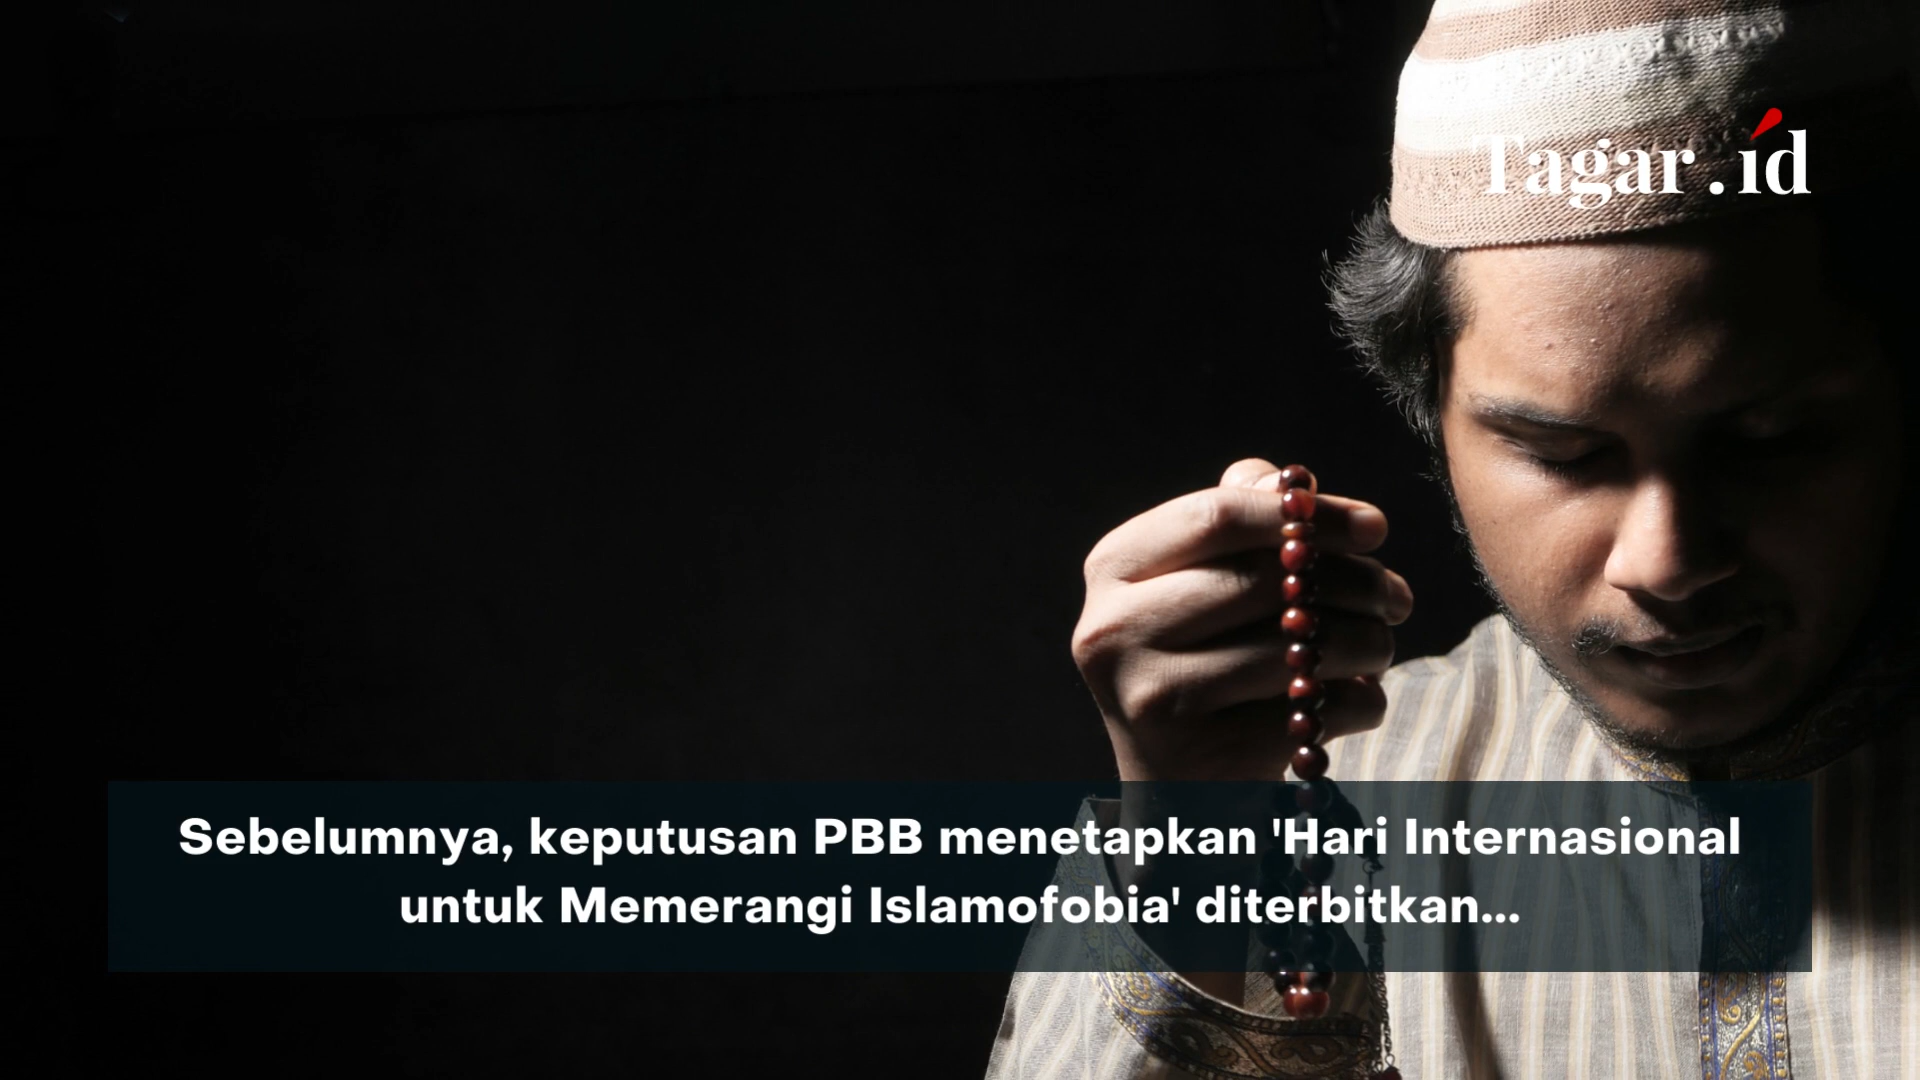 Tagar.id
Sebelumnya, keputusan PBB menetapkan 'Hari Internasional
untuk Memerangi Islamofobia' diterbitkan...